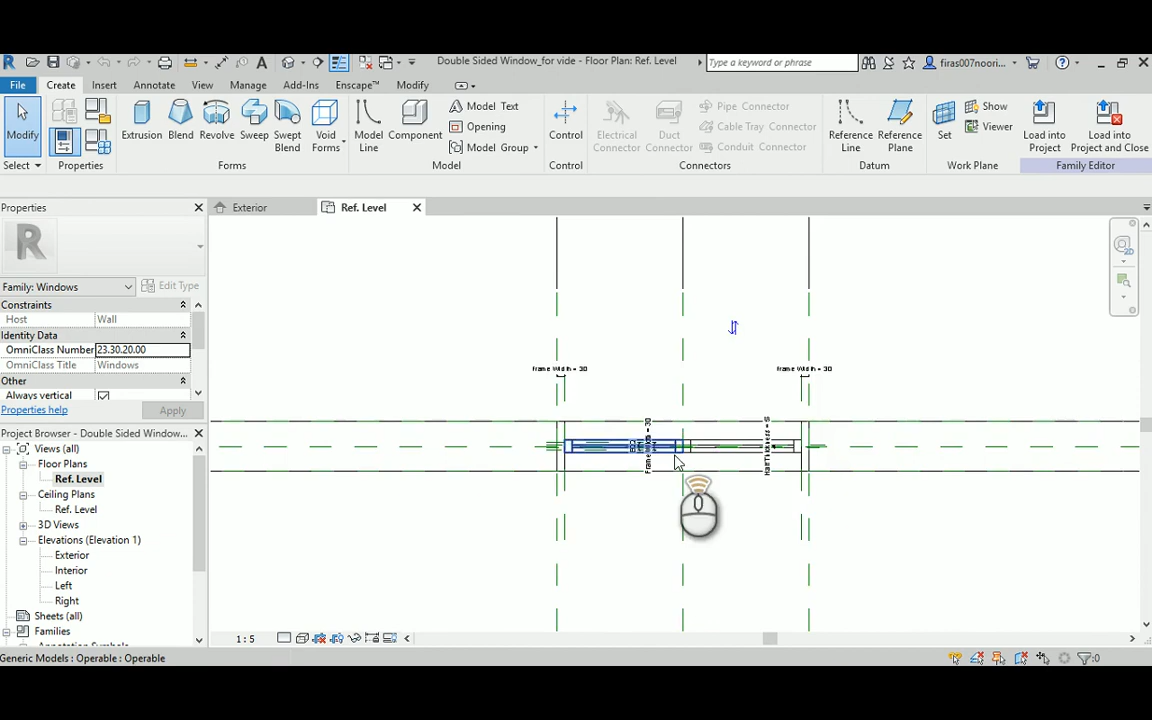 Double Sided Window_for vide - Floor Plan: Ref. Level
Type a keyword or phrase
firas007noori...
File Create Insert Annotate View Manage Add-Ins Enscape™ Modify
Modify
Extrusion
Blend
Revolve
Sweep
Swept
Blend
Void
Forms
Model
Line
Component
Model Text
Opening
Model Group
Control
Electrical
Connector
Duct
Connector
Pipe Connector
Cable Tray Connector
Conduit Connector
Reference
Line
Reference
Plane
Set
Show
Viewer
Load into
Project
Load into
Project and Close
Select
Properties
Forms
Model
Control
Connectors
Datum
Work Plane
Family Editor
Properties
Exterior
Ref. Level
Family: Windows
Edit Type
Constraints
Host Wall
Identity Data
OmniClass Number 23.30.20.00
OmniClass Title Windows
Other
Always vertical
Properties help
Apply
Project Browser - Double Sided Window...
Views (all)
Floor Plans
Ref. Level
Ceiling Plans
Ref. Level
3D Views
Elevations (Elevation 1)
Exterior
Interior
Left
Right
Sheets (all)
Families
Annotation Symbols
Frame Width = 30
Frame Width = 30
Frame Width = 30
2D
1:5
Generic Models : Operable : Operable
:0